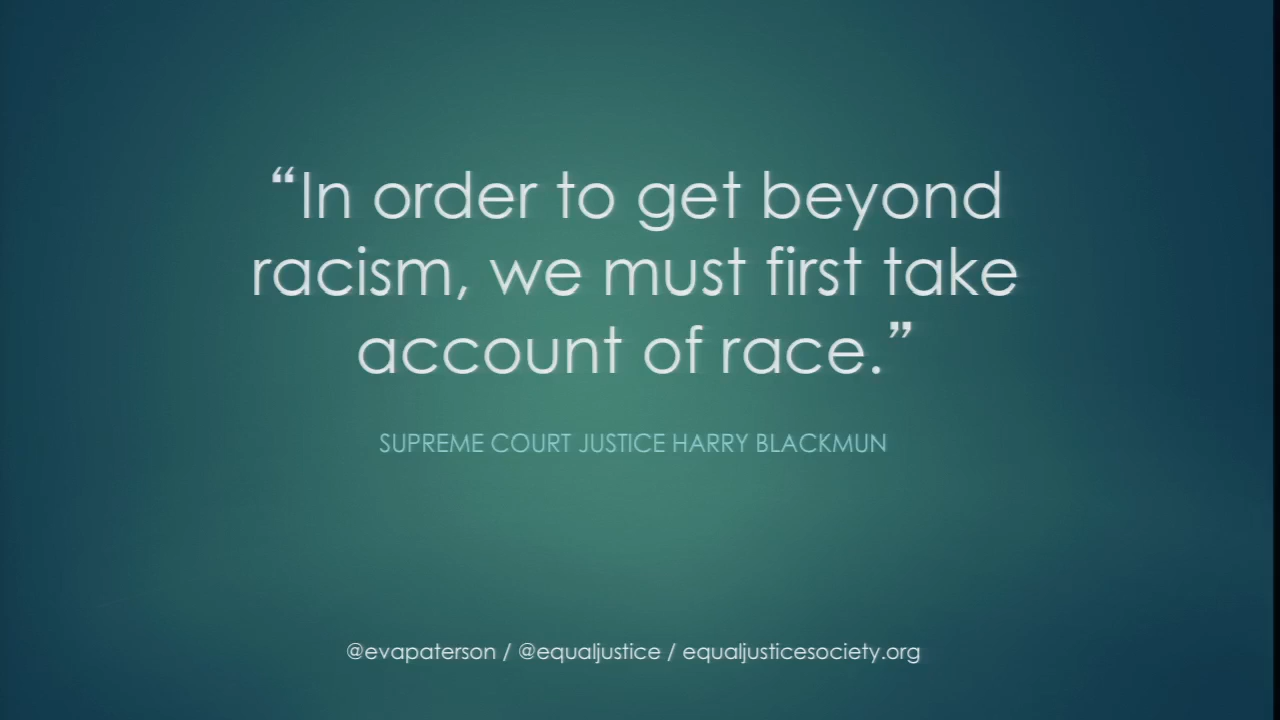 “In order to get beyond
racism, we must first take
account of race.”
SUPREME COURT JUSTICE HARRY BLACKMUN
@evapaterson / @equaljustice / equaljusticesociety.org